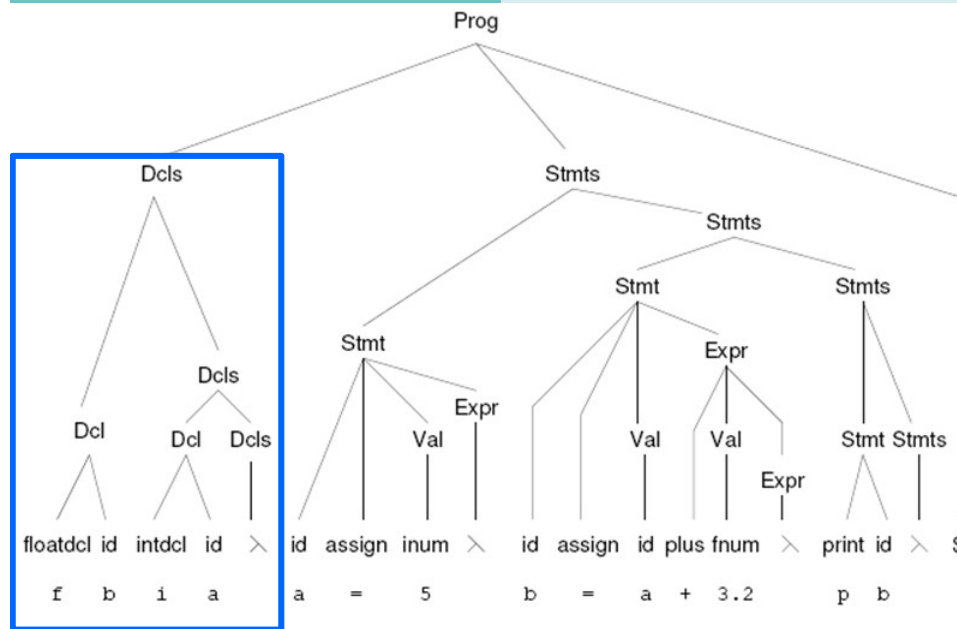 Prog
Dcls Stmts
Stmts
Stmt Stmts
Stmt Expr
Dcls
Expr
Dcl Dcl Dcls Val Val Val Stmt Stmts
Expr
floatdcl id intdcl id λ id assign inum λ id assign id plus fnum λ print id λ
f b i a a = 5 b = a + 3.2 p b